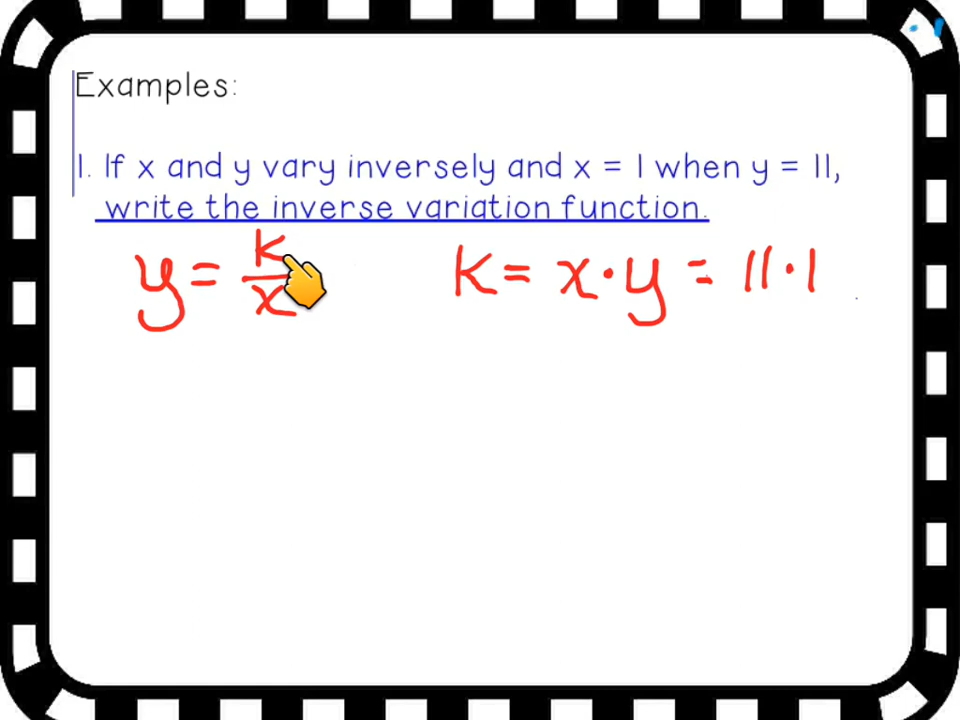 Examples:
1. If x and y vary inversely and x = 1 when y = 11,
write the inverse variation function.
y = k/x k = x · y = 11 · 1